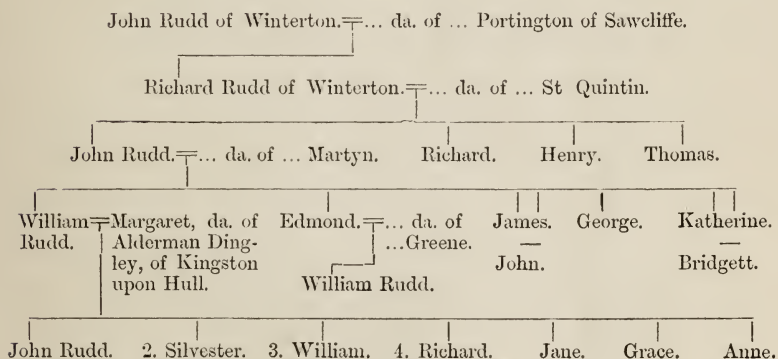 John Rudd of Winterton.=... da. of ... Portington of Sawcliffe.
Richard Rudd of Winterton.=... da. of ... St Quintin.
John Rudd.=... da. of ... Martyn. Richard. Henry. Thomas.
William=Margaret, da. of Edmond.=... da. of James. George. Katherine.
Rudd. Alderman Ding- ...Greene. — —
ley, of Kingston John. Bridgett.
upon Hull. William Rudd.
John Rudd. 2. Silvester. 3. William. 4. Richard. Jane. Grace. Anne.